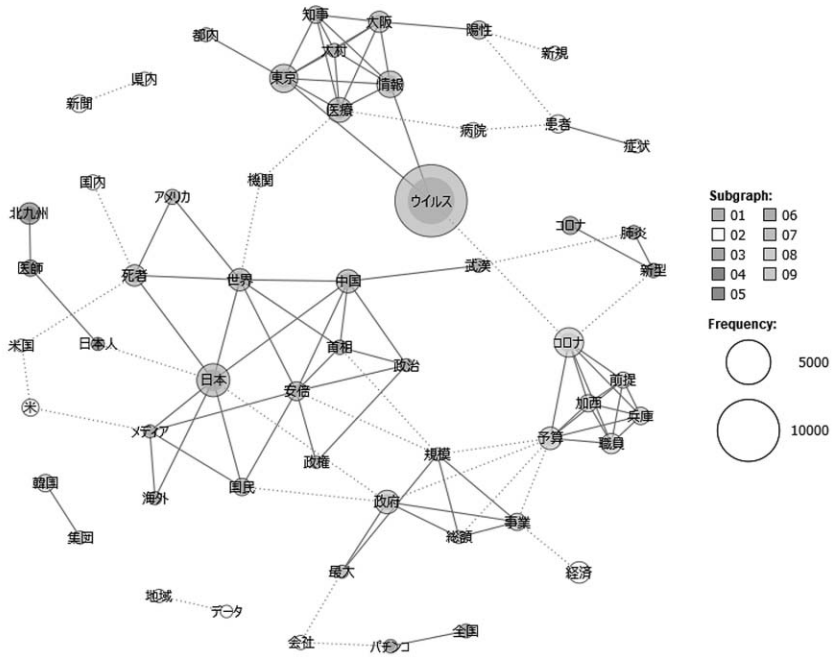 知事
大阪
陽性
都内
大村
新規
東京
情報
県内
新聞
医療
病院
患者
症状
国内
機関
アメリカ
ウイルス
北九州
コロナ
肺炎
医師
死者
世界
中国
武漢
新型
米国
日本人
首相
コロナ
日本
政治
安倍
前提
米
加西
兵庫
メディア
予算
職員
政権
規模
韓国
海外
国民
政府
事業
集団
総額
最大
経済
地域
データ
会社
パチンコ
全国
Subgraph:
01 06
02 07
03 08
04 09
05
Frequency:
5000
10000